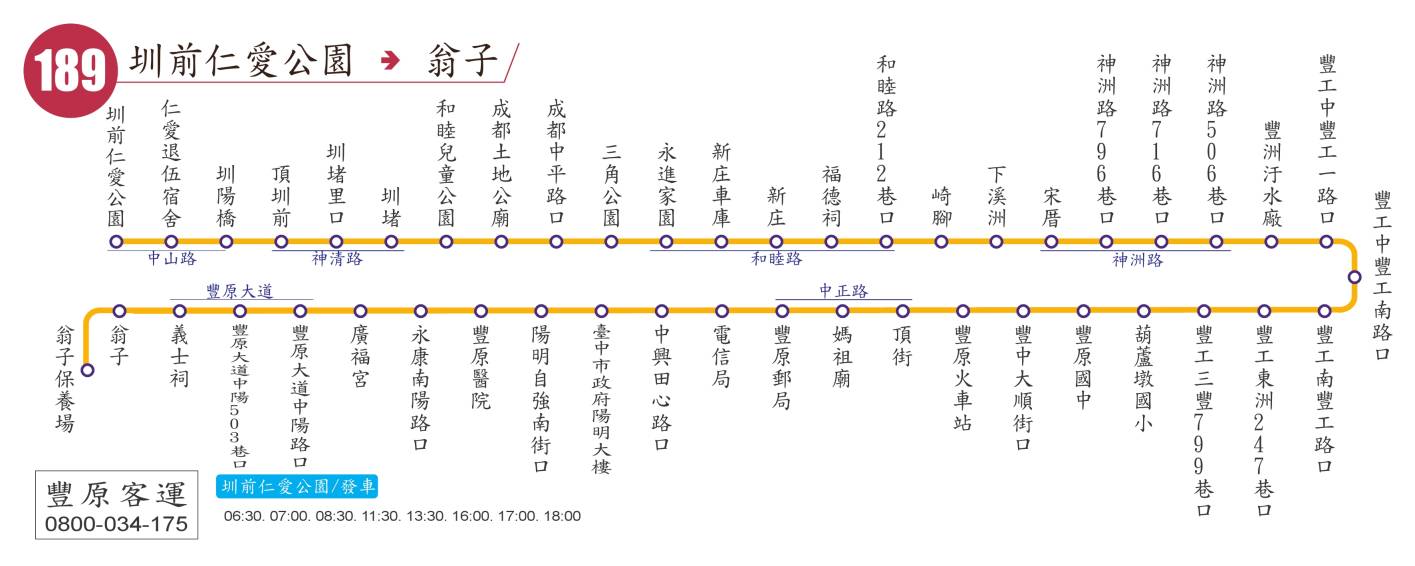 189
圳前仁愛公園 ➔ 翁子
圳前仁愛公園
仁愛退伍宿舍
圳陽橋
頂圳前
圳堵里口
圳堵
和睦兒童公園
成都土地公廟
成都中平路口
三角公園
永進家園
新庄車庫
新庄
福德祠
和睦路212巷口
崎腳
下溪洲
宋厝
神洲路796巷口
神洲路716巷口
神洲路506巷口
豐洲汙水廠
豐工中豐工一路口
豐工中豐工南路口
中山路
神清路
和睦路
神洲路
豐原大道
中正路
翁子保養場
翁子
義士祠
豐原大道中陽503巷口
豐原大道中陽路口
廣福宮
永康南陽路口
豐原醫院
陽明自強南街口
臺中市政府陽明大樓
中興田心路口
電信局
豐原郵局
媽祖廟
頂街
豐原火車站
豐中大順街口
豐原國中
葫蘆墩國小
豐工三豐799巷口
豐工東洲247巷口
豐工南豐工路口
豐原客運
0800-034-175
圳前仁愛公園/發車
06:30. 07:00. 08:30. 11:30. 13:30. 16:00. 17:00. 18:00